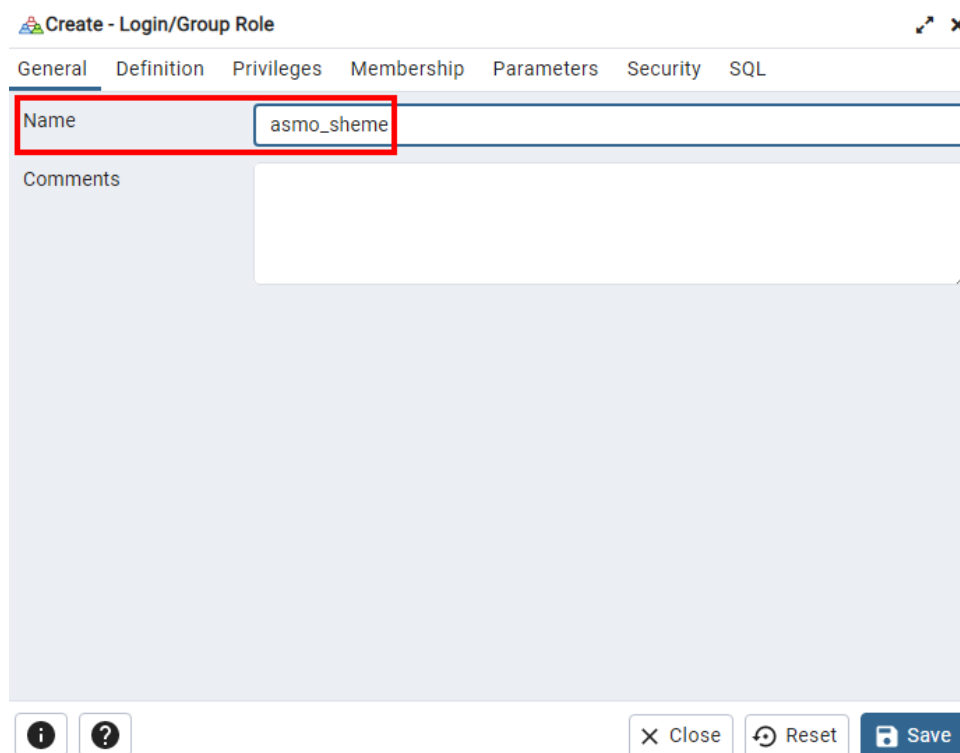 Create - Login/Group Role
General Definition Privileges Membership Parameters Security SQL
Name asmo_sheme
Comments
Close Reset Save